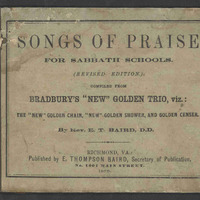 SONGS OF PRAISE
FOR SABBATH SCHOOLS.
(REVISED EDITION);
COMPILED FROM
BRADBURY'S "NEW" GOLDEN TRIO, viz.:
THE "NEW" GOLDEN CHAIN, "NEW" GOLDEN SHOWER, AND GOLDEN CENSER.
By Rev. E. T. BAIRD, D.D.
RICHMOND, VA.:
Published by E. THOMPSON BAIRD, Secretary of Publication,
MAIN STREET.